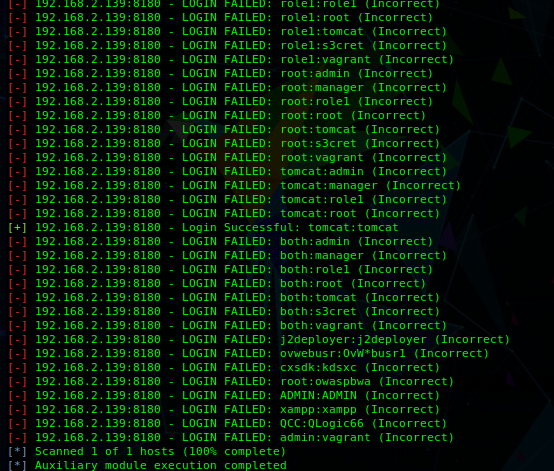 [-] 192.168.2.139:8180 - LOGIN FAILED: role1:role1 (Incorrect)
[-] 192.168.2.139:8180 - LOGIN FAILED: role1:root (Incorrect)
[-] 192.168.2.139:8180 - LOGIN FAILED: role1:tomcat (Incorrect)
[-] 192.168.2.139:8180 - LOGIN FAILED: role1:s3cret (Incorrect)
[-] 192.168.2.139:8180 - LOGIN FAILED: role1:vagrant (Incorrect)
[-] 192.168.2.139:8180 - LOGIN FAILED: root:admin (Incorrect)
[-] 192.168.2.139:8180 - LOGIN FAILED: root:manager (Incorrect)
[-] 192.168.2.139:8180 - LOGIN FAILED: root:role1 (Incorrect)
[-] 192.168.2.139:8180 - LOGIN FAILED: root:root (Incorrect)
[-] 192.168.2.139:8180 - LOGIN FAILED: root:tomcat (Incorrect)
[-] 192.168.2.139:8180 - LOGIN FAILED: root:s3cret (Incorrect)
[-] 192.168.2.139:8180 - LOGIN FAILED: root:vagrant (Incorrect)
[-] 192.168.2.139:8180 - LOGIN FAILED: tomcat:admin (Incorrect)
[-] 192.168.2.139:8180 - LOGIN FAILED: tomcat:manager (Incorrect)
[-] 192.168.2.139:8180 - LOGIN FAILED: tomcat:role1 (Incorrect)
[-] 192.168.2.139:8180 - LOGIN FAILED: tomcat:root (Incorrect)
[+] 192.168.2.139:8180 - Login Successful: tomcat:tomcat
[-] 192.168.2.139:8180 - LOGIN FAILED: both:admin (Incorrect)
[-] 192.168.2.139:8180 - LOGIN FAILED: both:manager (Incorrect)
[-] 192.168.2.139:8180 - LOGIN FAILED: both:role1 (Incorrect)
[-] 192.168.2.139:8180 - LOGIN FAILED: both:root (Incorrect)
[-] 192.168.2.139:8180 - LOGIN FAILED: both:tomcat (Incorrect)
[-] 192.168.2.139:8180 - LOGIN FAILED: both:s3cret (Incorrect)
[-] 192.168.2.139:8180 - LOGIN FAILED: both:vagrant (Incorrect)
[-] 192.168.2.139:8180 - LOGIN FAILED: j2deployer:j2deployer (Incorrect)
[-] 192.168.2.139:8180 - LOGIN FAILED: ovwebusr:OvW*busr1 (Incorrect)
[-] 192.168.2.139:8180 - LOGIN FAILED: cxsdk:kdsxc (Incorrect)
[-] 192.168.2.139:8180 - LOGIN FAILED: root:owaspbwa (Incorrect)
[-] 192.168.2.139:8180 - LOGIN FAILED: ADMIN:ADMIN (Incorrect)
[-] 192.168.2.139:8180 - LOGIN FAILED: xampp:xampp (Incorrect)
[-] 192.168.2.139:8180 - LOGIN FAILED: QCC:QLogic66 (Incorrect)
[-] 192.168.2.139:8180 - LOGIN FAILED: admin:vagrant (Incorrect)
[*] Scanned 1 of 1 hosts (100% complete)
[*] Auxiliary module execution completed